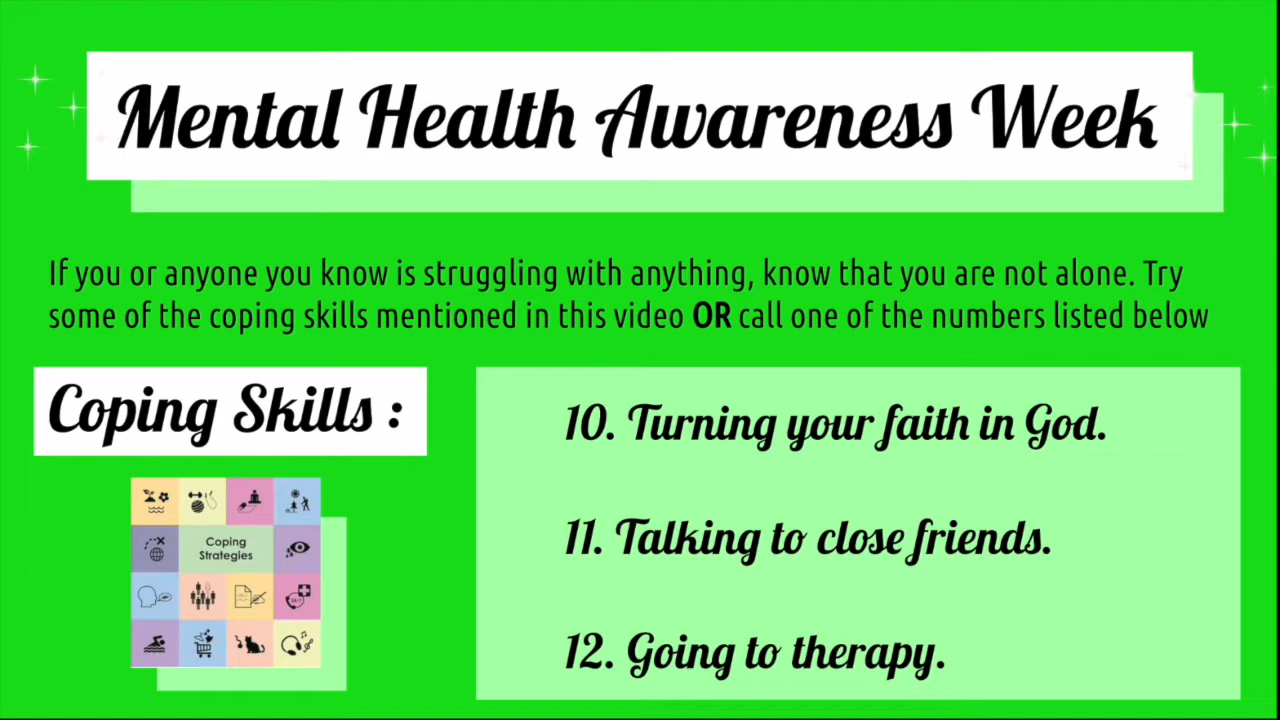 Mental Health Awareness Week
If you or anyone you know is struggling with anything, know that you are not alone. Try
some of the coping skills mentioned in this video OR call one of the numbers listed below
Coping Skills :
10. Turning your faith in God.
11. Talking to close friends.
12. Going to therapy.
Coping
Strategies
24/7